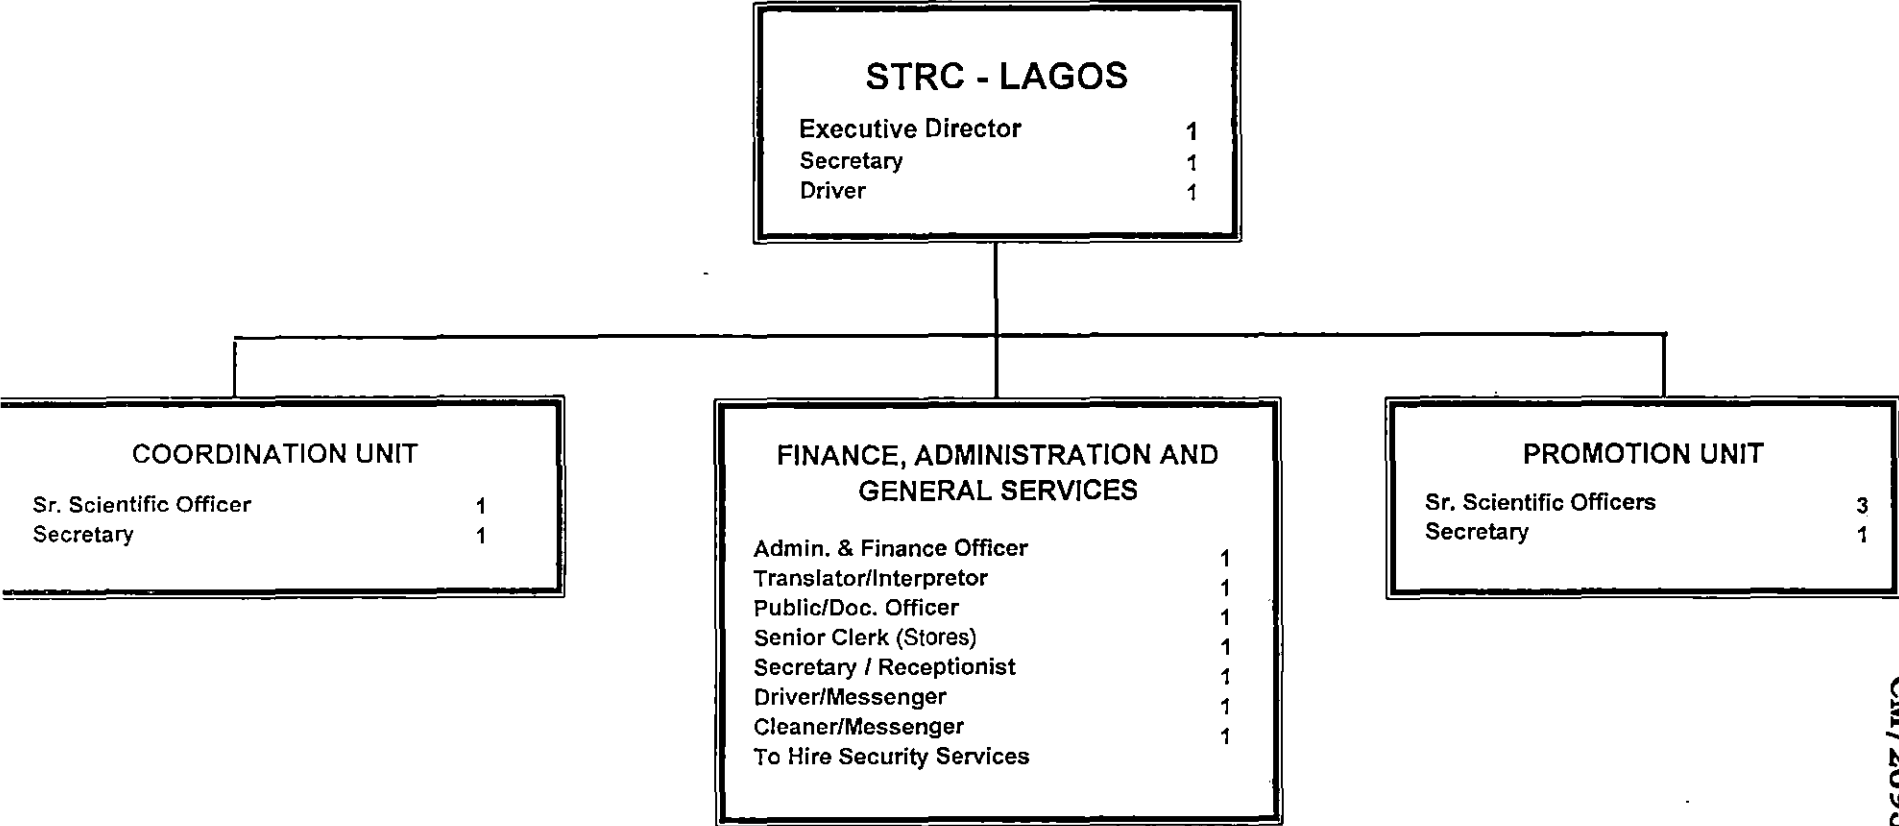 STRC - LAGOS
Executive Director 1
Secretary 1
Driver 1
COORDINATION UNIT
Sr. Scientific Officer 1
Secretary 1
FINANCE, ADMINISTRATION AND
GENERAL SERVICES
Admin. & Finance Officer 1
Translator/Interpretor 1
Public/Doc. Officer 1
Senior Clerk (Stores) 1
Secretary / Receptionist 1
Driver/Messenger 1
Cleaner/Messenger 1
To Hire Security Services
PROMOTION UNIT
Sr. Scientific Officers 3
Secretary 1